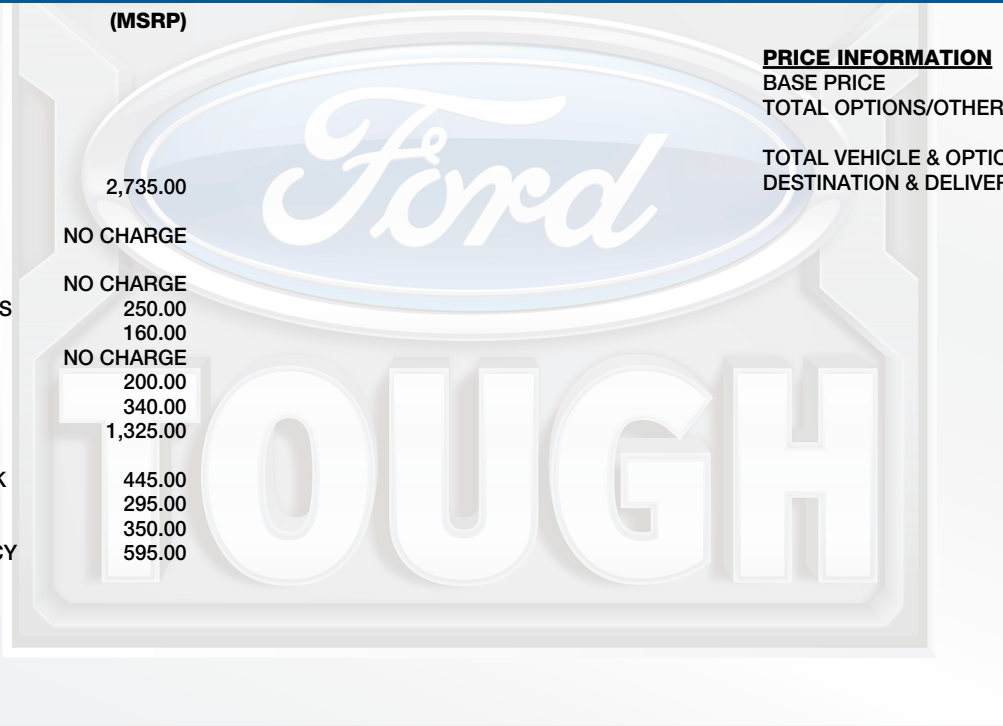 (MSRP)
PRICE INFORMATION
BASE PRICE
TOTAL OPTIONS/OTHER
TOTAL VEHICLE & OPTIO
DESTINATION & DELIVER
2,735.00
NO CHARGE
NO CHARGE
S 250.00
160.00
NO CHARGE
200.00
340.00
1,325.00
K 445.00
295.00
350.00
CY 595.00
Ford
TOUGH